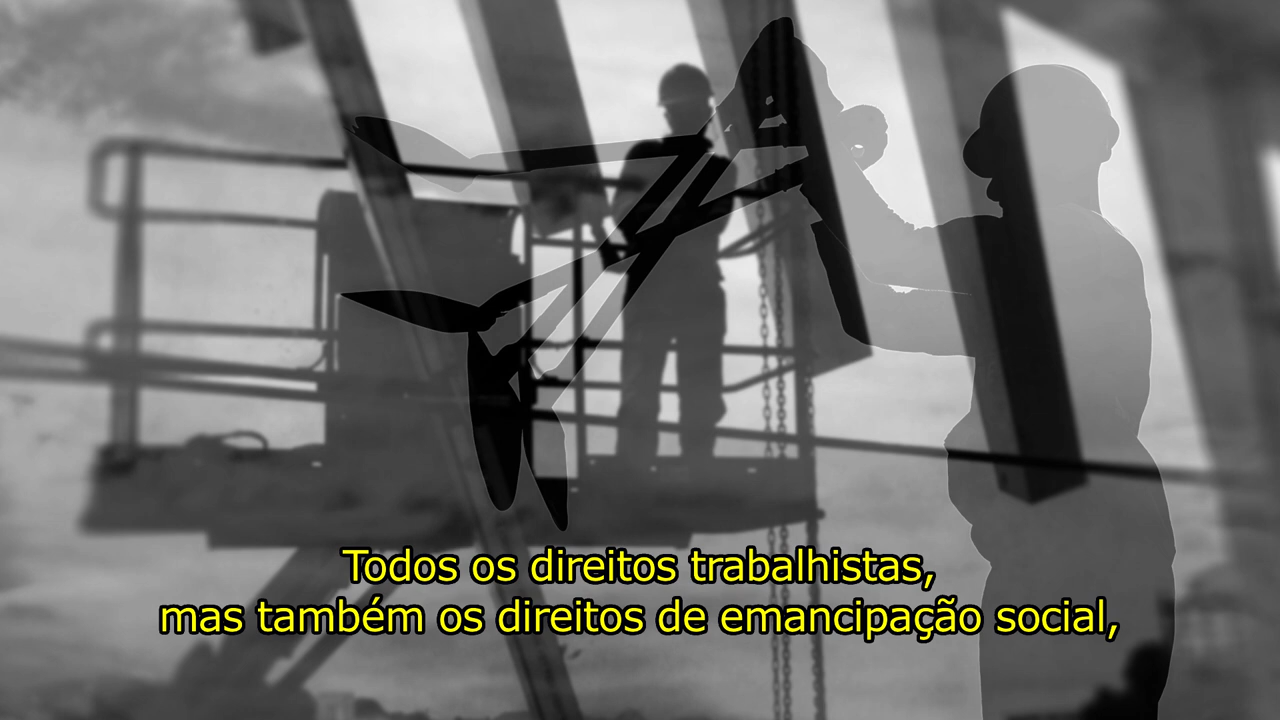 Todos os direitos trabalhistas,
mas também os direitos de emancipação social,